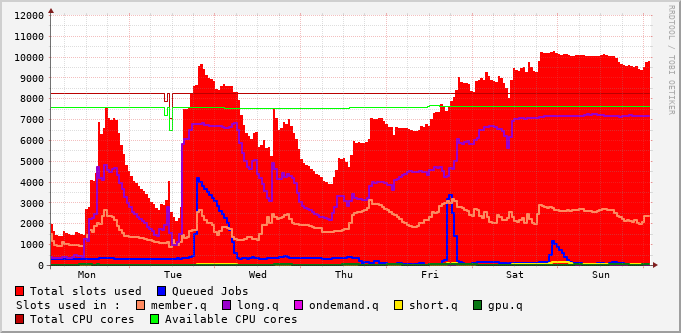 12000
11000
10000
9000
8000
7000
6000
5000
4000
3000
2000
1000
0
Mon Tue Wed Thu Fri Sat Sun
RRDTOOL / TOBI OETIKER
Total slots used Queued Jobs
Slots used in : member.q long.q ondemand.q short.q gpu.q
Total CPU cores Available CPU cores